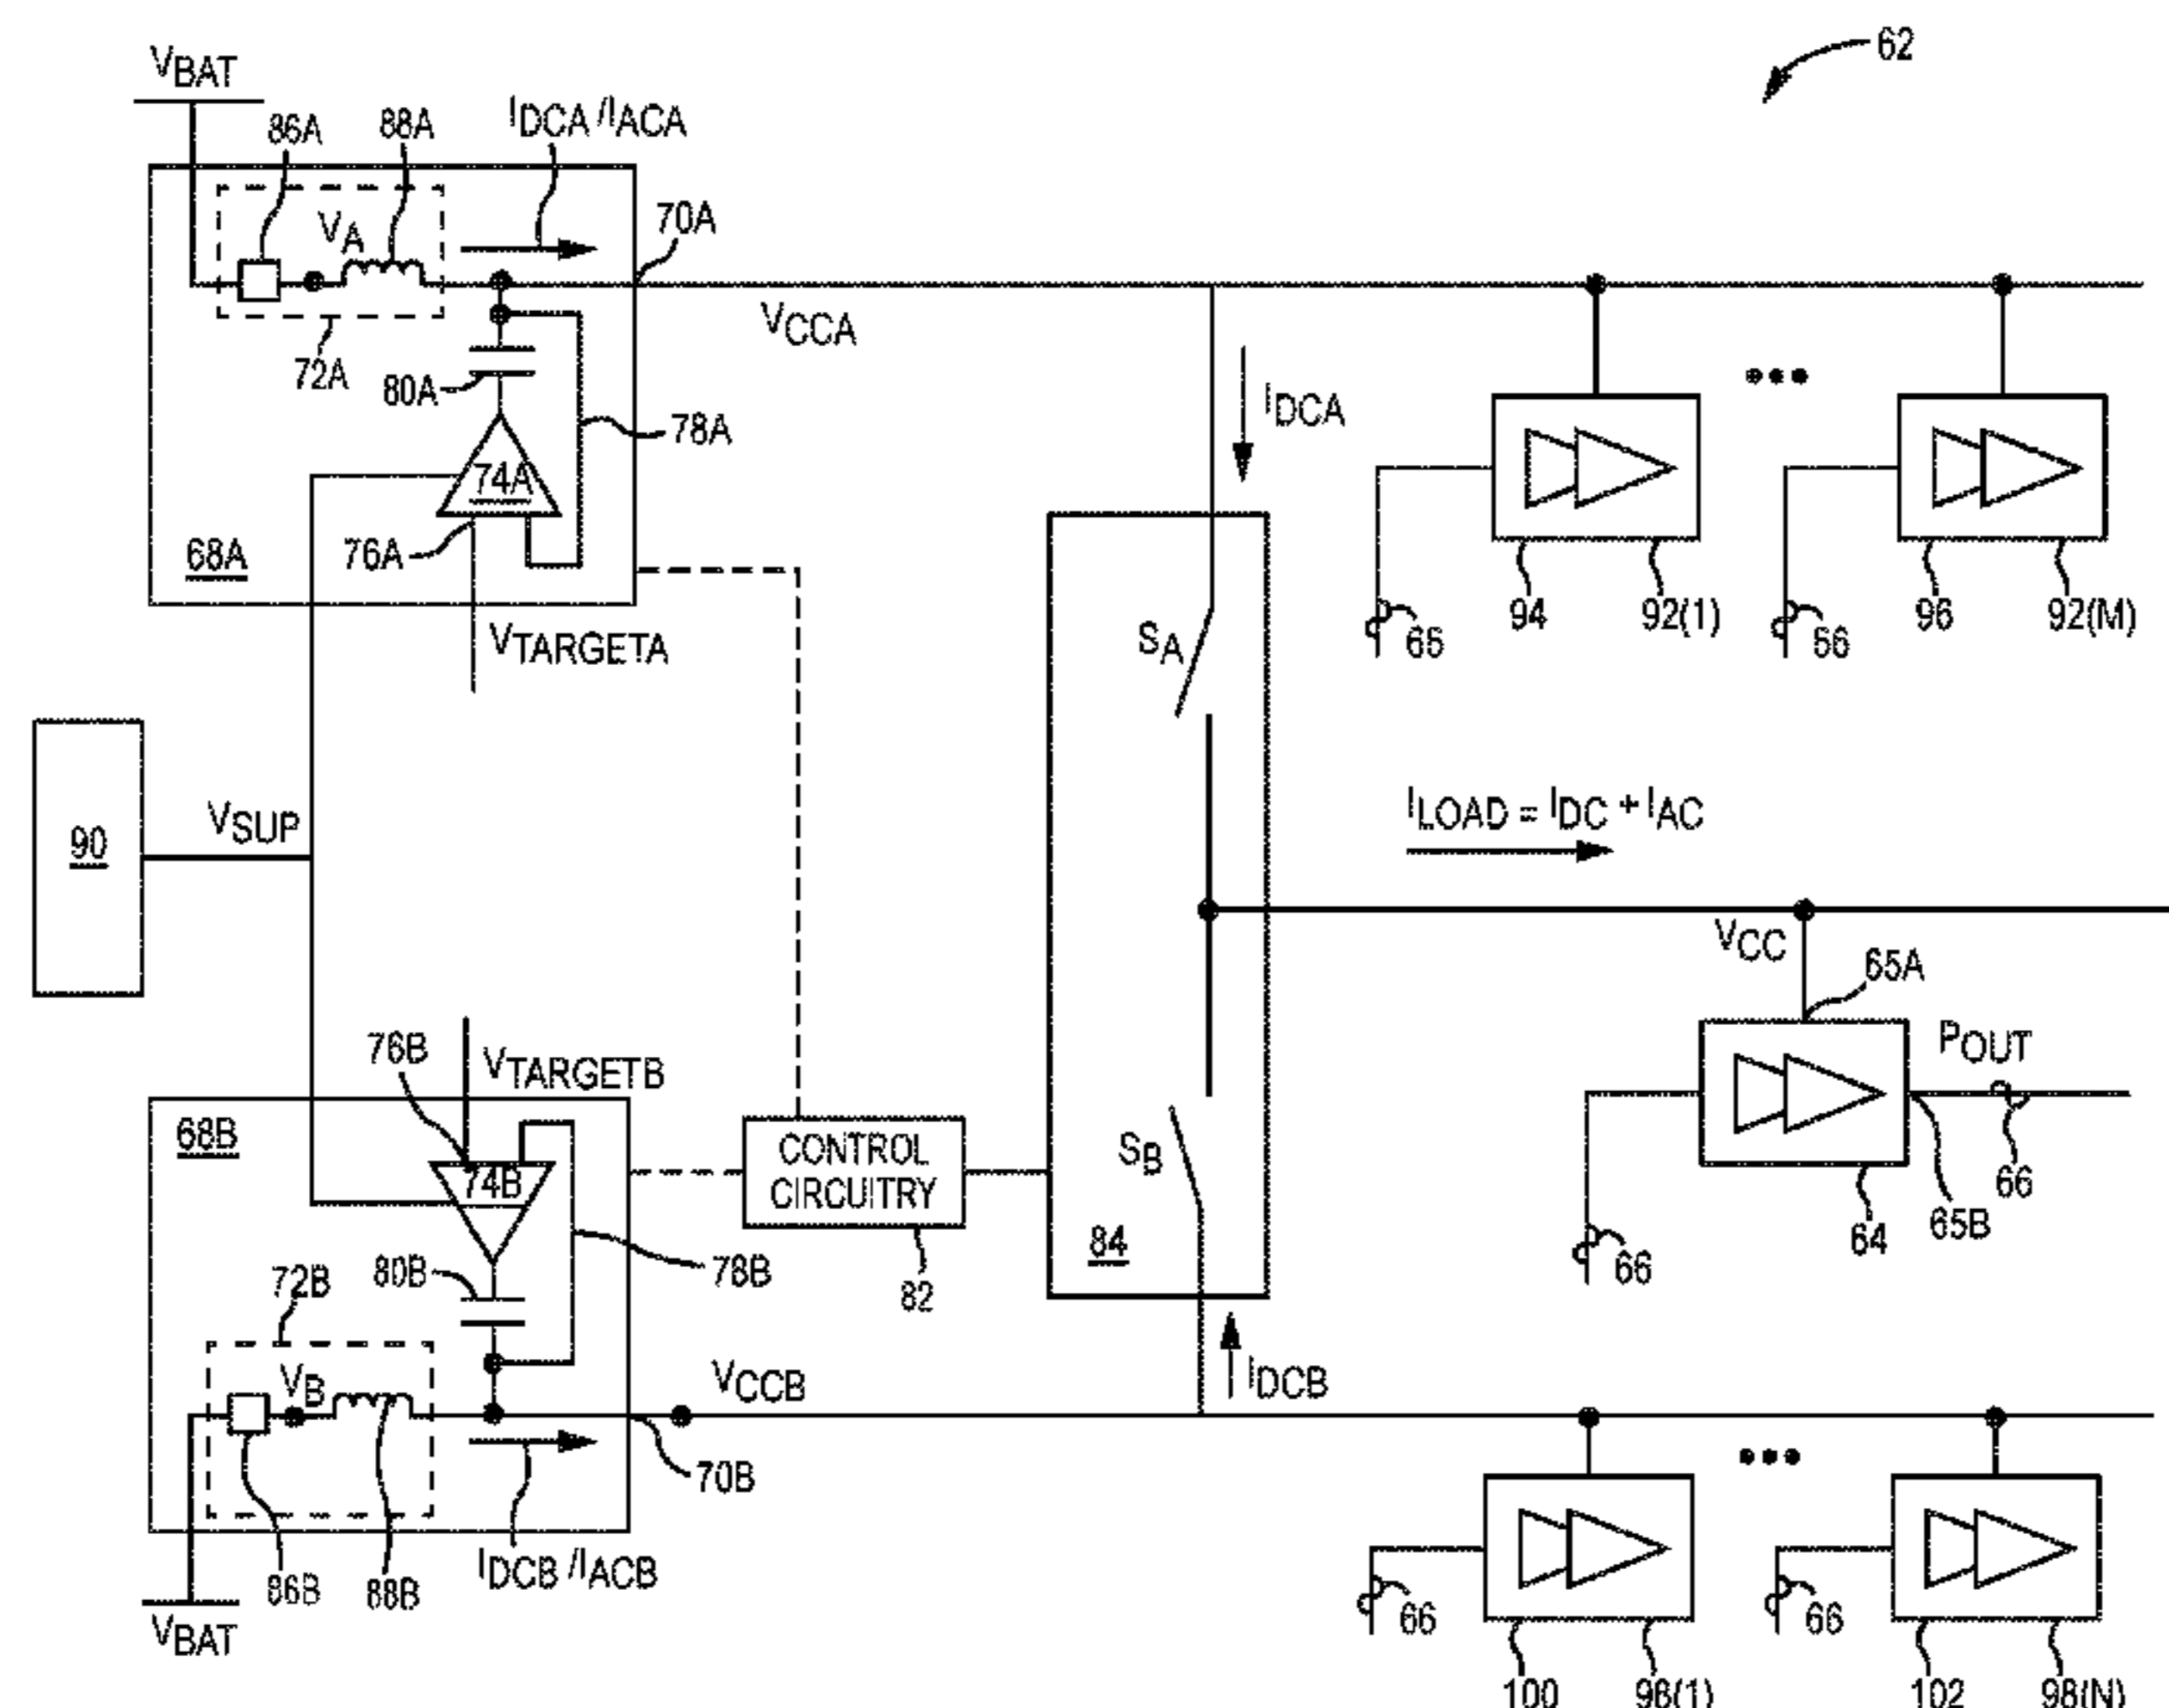 62
VBAT
86A
88A
IDCA/IACA
70A
VA
VCCA
72A
80A
IDCA
78A
74A
76A
68A
VTARGETA
SA
94
92(1)
96
92(M)
66
66
90
VSUP
ILOAD = IDC + IAC
VCC
65A
POUT
76B
VTARGETB
68B
74B
CONTROL
CIRCUITRY
SB
66
65B
64
66
84
72B
80B
78B
82
VB
VCCB
IDCB
70B
86B
88B
IDCB/IACB
VBAT
66
66
100
98(1)
102
98(N)